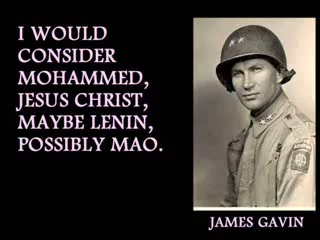 I WOULD
CONSIDER
MOHAMMED,
JESUS CHRIST,
MAYBE LENIN,
POSSIBLY MAO.
JAMES GAVIN